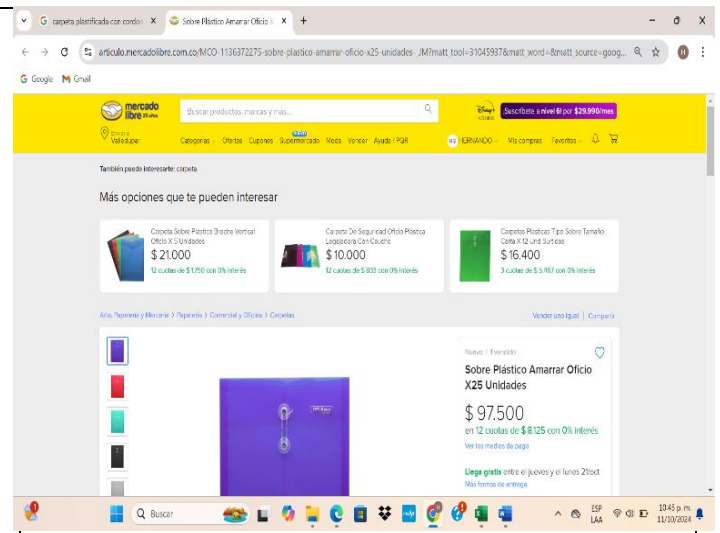 carpeta plastificada con cordon
Sobre Plástico Amarrar Oficio X
articulo.mercadolibre.com.co/MCO-1136372275-sobre-plastico-amarrar-oficio-x25-unidades-_JM?matt_tool=31045937&matt_word=&matt_source=goog...
Google
Gmail
mercado
libre
Buscar productos, marcas y más...
Suscríbete a nivel 6 por $29.990/mes
Valledupar
Categorías
Ofertas
Cupones
Supermercado
Moda
Vender
Ayuda / PQR
HERNANDO
Mis compras
Favoritos
También puede interesarte: carpeta
Más opciones que te pueden interesar
Carpeta Sobre Plástica Broche Vertical
Oficio X 5 Unidades
$ 21.000
12 cuotas de $ 1.750 con 0% interés
Carpeta De Seguridad Oficio Plástica
Legajadora Con Caucho
$ 10.000
12 cuotas de $ 833 con 0% interés
Carpetas Plasticas Tipo Sobre Tamaño
Carta X 12 Und Surtidas
$ 16.400
3 cuotas de $ 5.467 con 0% interés
Arte, Papelería y Mercería > Papelería > Comercial y Oficina > Carpetas
Vender uno igual | Compartir
Nuevo | 1 vendido
Sobre Plástico Amarrar Oficio
X25 Unidades
$ 97.500
en 12 cuotas de $ 8.125 con 0% interés
Ver los medios de pago
Llega gratis entre el jueves y el lunes 21/oct
Más formas de entrega
Buscar
ESP
LAA
10:45 p. m.
11/10/2024